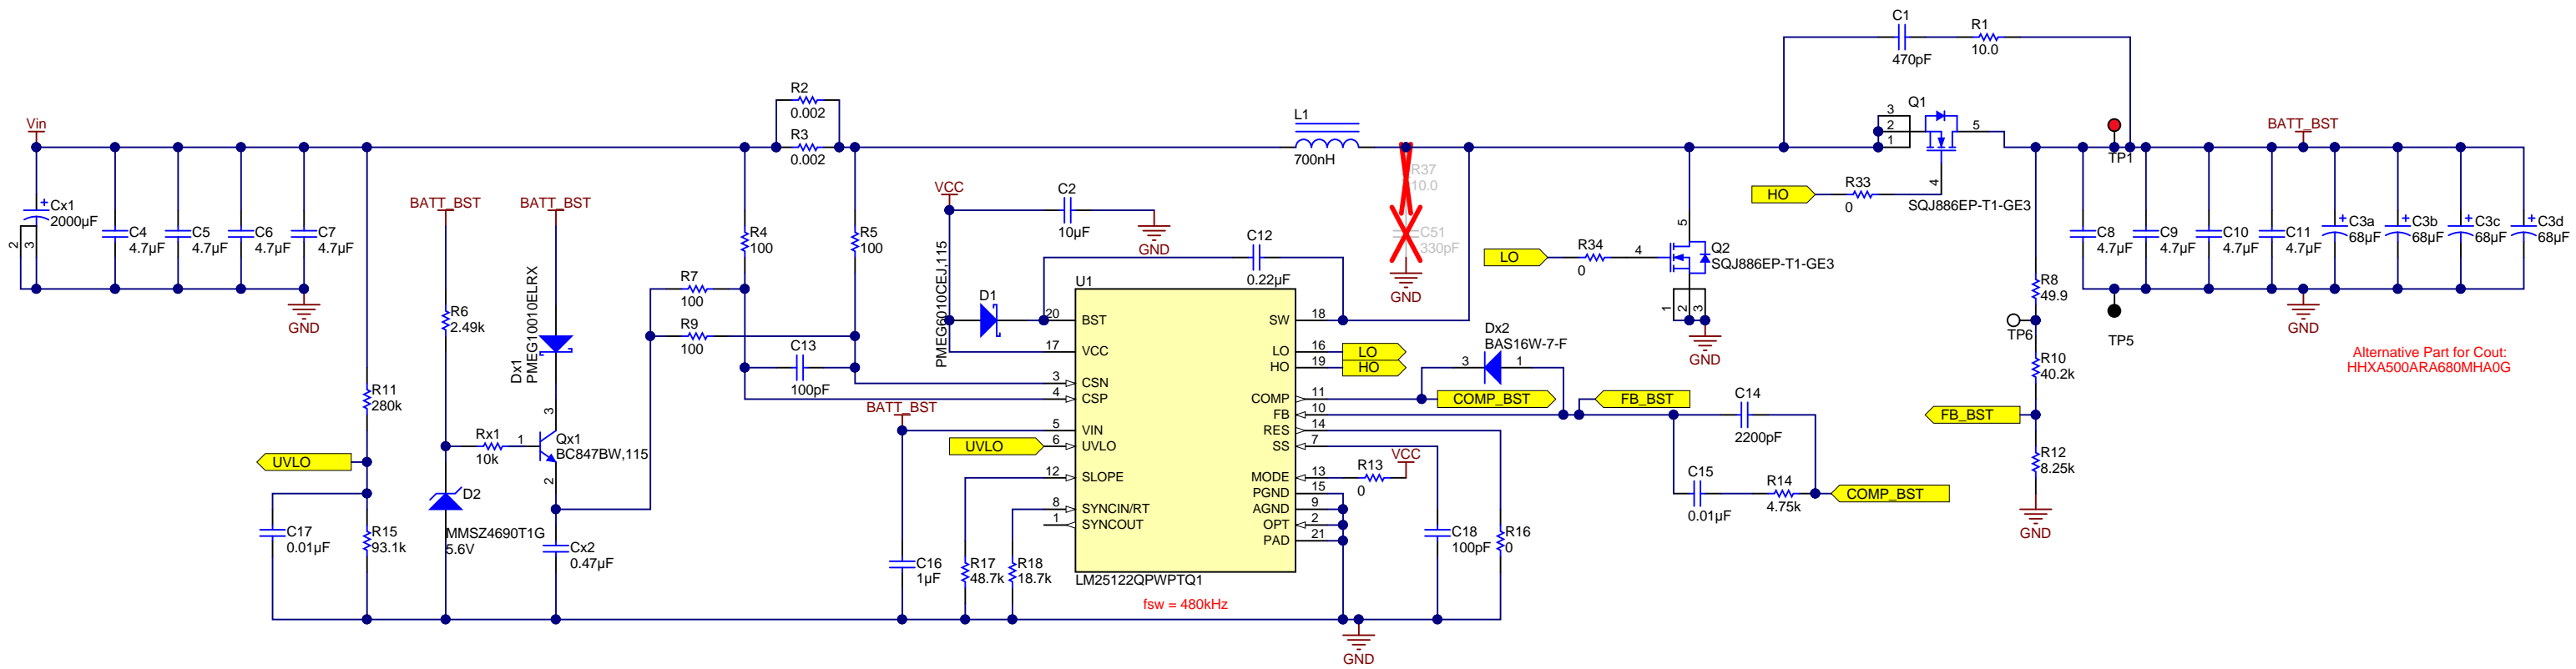 C1
470pF
R1
10.0
R2
0.002
R3
0.002
Vin
Cx1
2000µF
2
3
C4
4.7µF
C5
4.7µF
C6
4.7µF
C7
4.7µF
GND
L1
700nH
R37
10.0
C51
330pF
GND
Q1
3
2
1
5
4
SQJ886EP-T1-GE3
HO
R33
0
TP1
BATT_BST
C8
4.7µF
C9
4.7µF
C10
4.7µF
C11
4.7µF
C3a
68µF
C3b
68µF
C3c
68µF
C3d
68µF
TP5
GND
Alternative Part for Cout:
HHXA500ARA680MHA0G
BATT_BST
BATT_BST
R6
2.49k
Dx1
PMEG10010ELRX
R4
100
R5
100
R7
100
R9
100
C13
100pF
VCC
C2
10µF
GND
PMEG6010CEJ,115
D1
C12
0.22µF
LO
R34
0
4
5
Q2
SQJ886EP-T1-GE3
1
2
3
GND
R8
49.9
TP6
R10
40.2k
FB_BST
R12
8.25k
GND
R11
280k
UVLO
C17
0.01µF
R15
93.1k
Rx1
10k
1
3
Qx1
BC847BW,115
2
D2
MMSZ4690T1G
5.6V
Cx2
0.47µF
BATT_BST
C16
1µF
UVLO
R17
48.7k
R18
18.7k
U1
20
BST
17
VCC
3
CSN
4
CSP
5
VIN
6
UVLO
12
SLOPE
8
SYNCIN/RT
1
SYNCOUT
SW
18
LO
16
HO
19
COMP
11
FB
10
RES
14
SS
7
MODE
13
PGND
15
AGND
9
OPT
2
PAD
21
LM25122QPWPTQ1
fsw = 480kHz
LO
HO
COMP_BST
Dx2
BAS16W-7-F
3
1
FB_BST
C14
2200pF
C15
0.01µF
R14
4.75k
COMP_BST
VCC
R13
0
C18
100pF
R16
0
GND